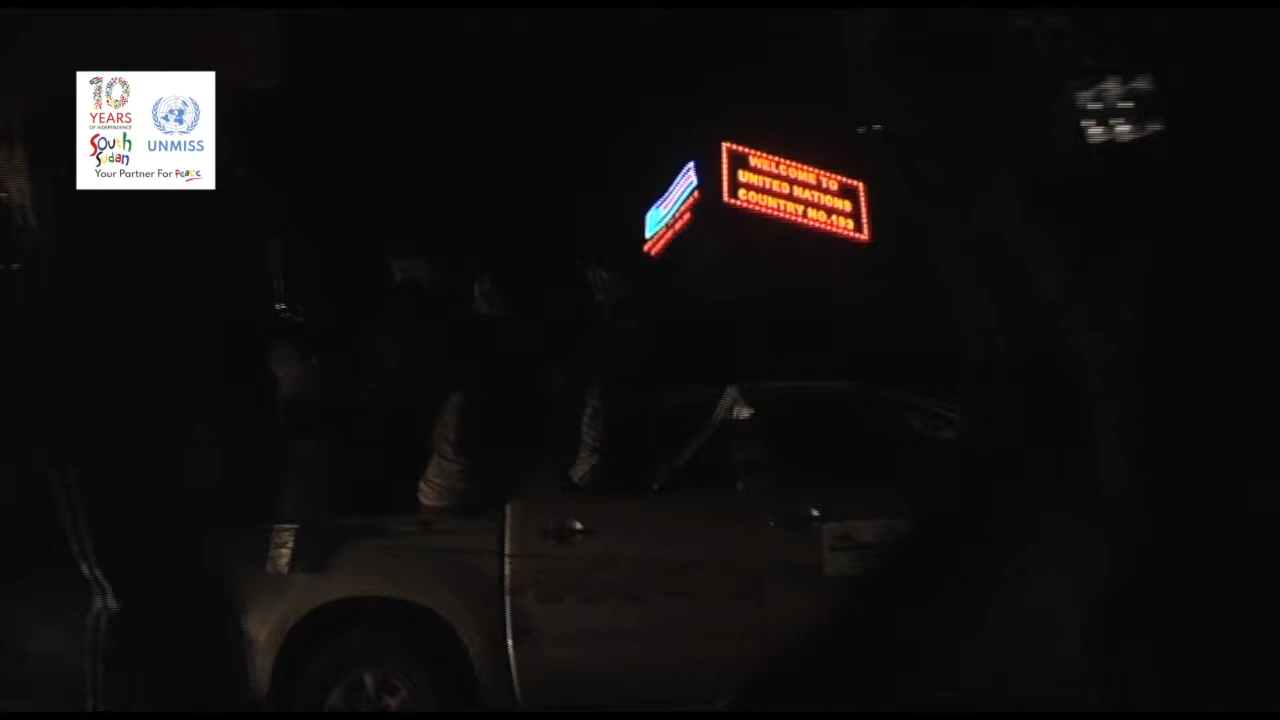 10
YEARS
OF INDEPENDENCE
South
Sudan
UNMISS
Your Partner For Peace
WELCOME TO
UNITED NATIONS
COUNTRY NO.193